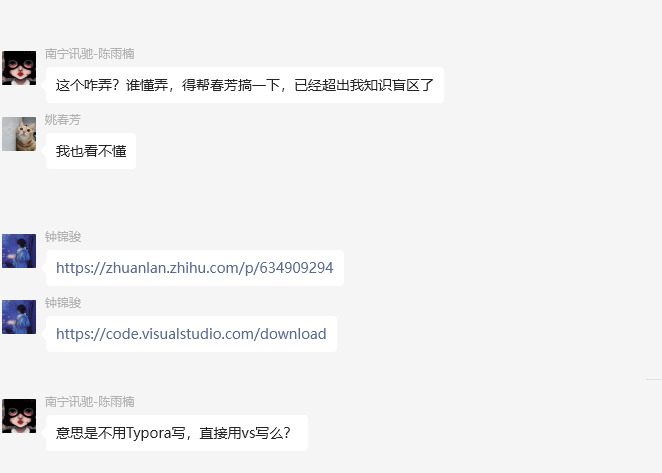 南宁讯驰-陈雨楠
这个咋弄？谁懂弄，得帮春芳搞一下，已经超出我知识盲区了
姚春芳
我也看不懂
钟锦骏
https://zhuanlan.zhihu.com/p/634909294
钟锦骏
https://code.visualstudio.com/download
南宁讯驰-陈雨楠
意思是不用Typora写，直接用vs写么？